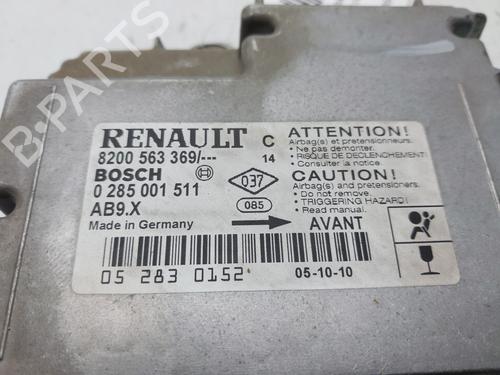 B-PARTS
RENAULT C
8200 563 369/--- 14
BOSCH
0 285 001 511
AB9.X
Made in Germany
037
085
AVANT
ATTENTION!
Airbag(s) et pretensionneurs:
• Ne pas demonter.
• RISQUE DE DECLENCHEMENT!
Consulter la notice.
CAUTION!
Airbag(s) and pretensioners:
• Do not remove.
• TRIGGERING HAZARD!
• Read manual.
05 283 0152
05-10-10